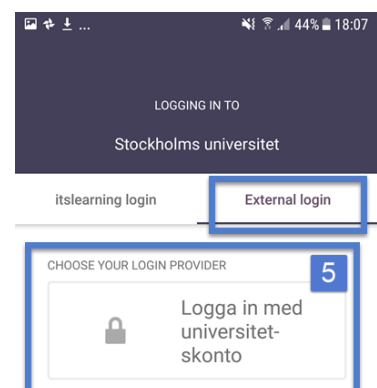 ... 44% 18:07
LOGGING IN TO
Stockholms universitet
itslearning login External login
CHOOSE YOUR LOGIN PROVIDER 5
Logga in med
universitet-
skonto